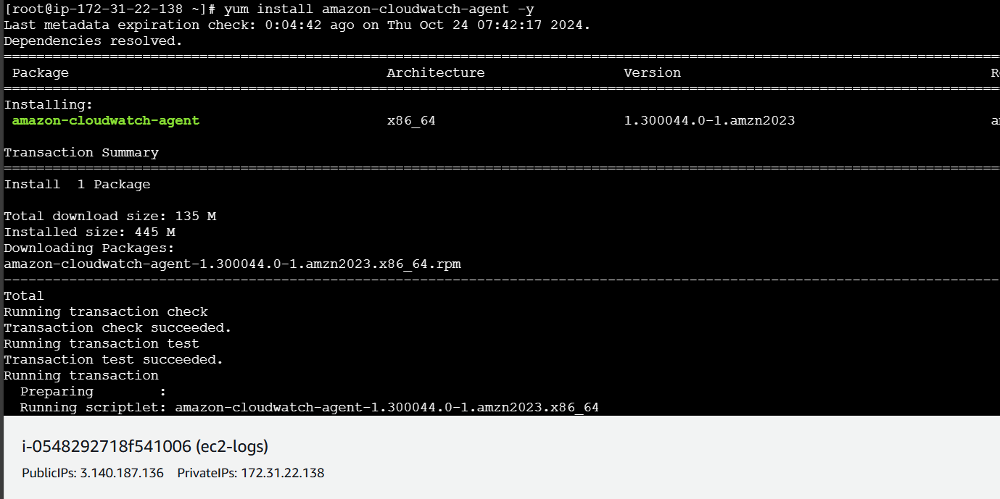 [root@ip-172-31-22-138 ~]# yum install amazon-cloudwatch-agent -y
Last metadata expiration check: 0:04:42 ago on Thu Oct 24 07:42:17 2024.
Dependencies resolved.
Package Architecture Version
Installing:
amazon-cloudwatch-agent x86_64 1.300044.0-1.amzn2023
Transaction Summary
Install 1 Package
Total download size: 135 M
Installed size: 445 M
Downloading Packages:
amazon-cloudwatch-agent-1.300044.0-1.amzn2023.x86_64.rpm
Total
Running transaction check
Transaction check succeeded.
Running transaction test
Transaction test succeeded.
Running transaction
Preparing :
Running scriptlet: amazon-cloudwatch-agent-1.300044.0-1.amzn2023.x86_64
i-0548292718f541006 (ec2-logs)
PublicIPs: 3.140.187.136 PrivateIPs: 172.31.22.138